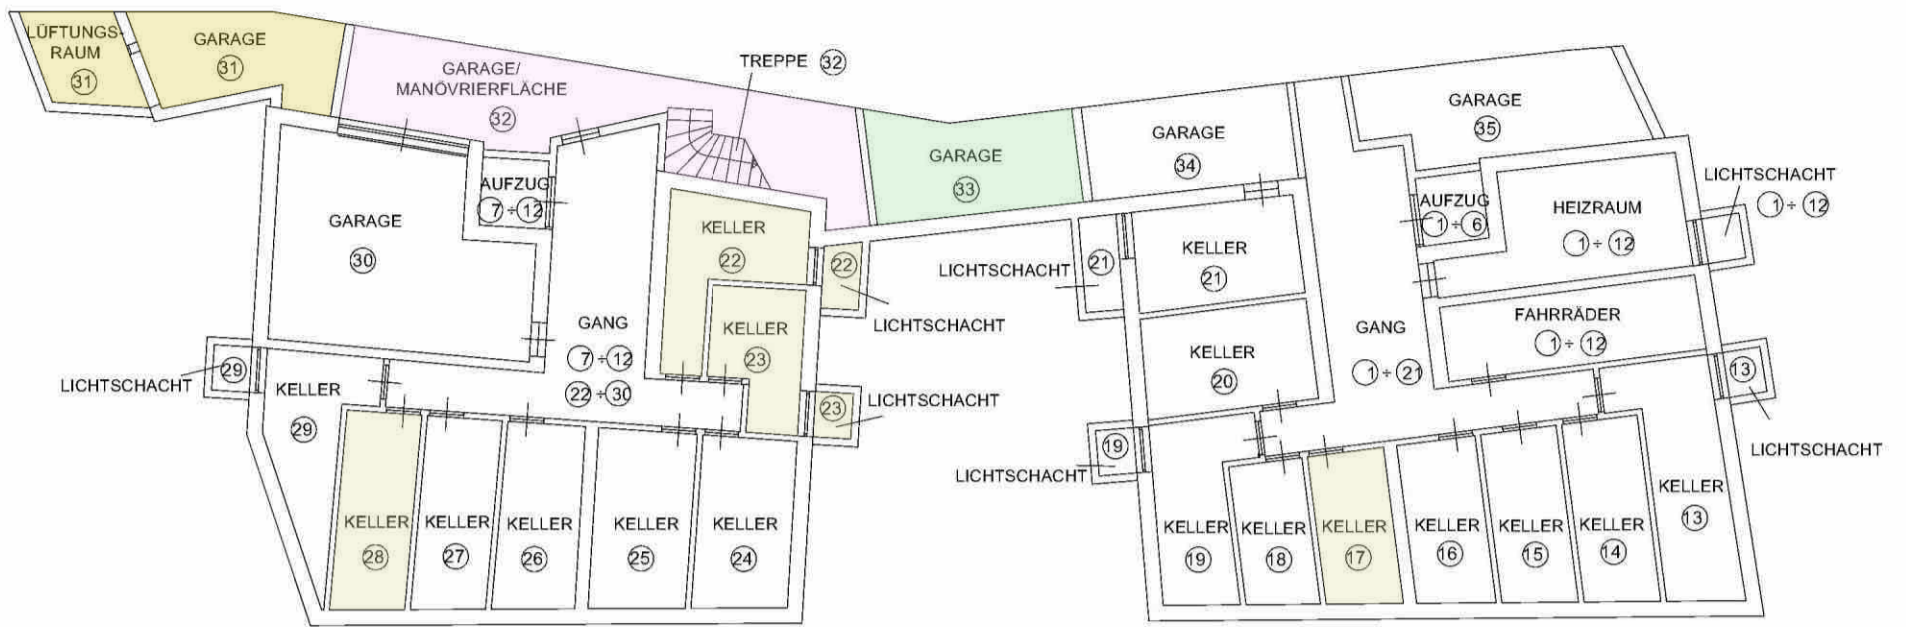 LÜFTUNGS-
RAUM
31
GARAGE
31
GARAGE/
MANÖVRIERFLÄCHE
32
TREPPE 32
GARAGE
33
GARAGE
34
GARAGE
35
AUFZUG
7 ÷ 12
GARAGE
30
KELLER
22
22
LICHTSCHACHT
KELLER
23
23
LICHTSCHACHT
GANG
7 ÷ 12
22 ÷ 30
LICHTSCHACHT
29
KELLER
29
KELLER
28
KELLER
27
KELLER
26
KELLER
25
KELLER
24
LICHTSCHACHT
21
KELLER
21
KELLER
20
GANG
1 ÷ 21
AUFZUG
1 ÷ 6
HEIZRAUM
1 ÷ 12
LICHTSCHACHT
1 ÷ 12
FAHRRÄDER
1 ÷ 12
13
LICHTSCHACHT
19
LICHTSCHACHT
KELLER
19
KELLER
18
KELLER
17
KELLER
16
KELLER
15
KELLER
14
KELLER
13